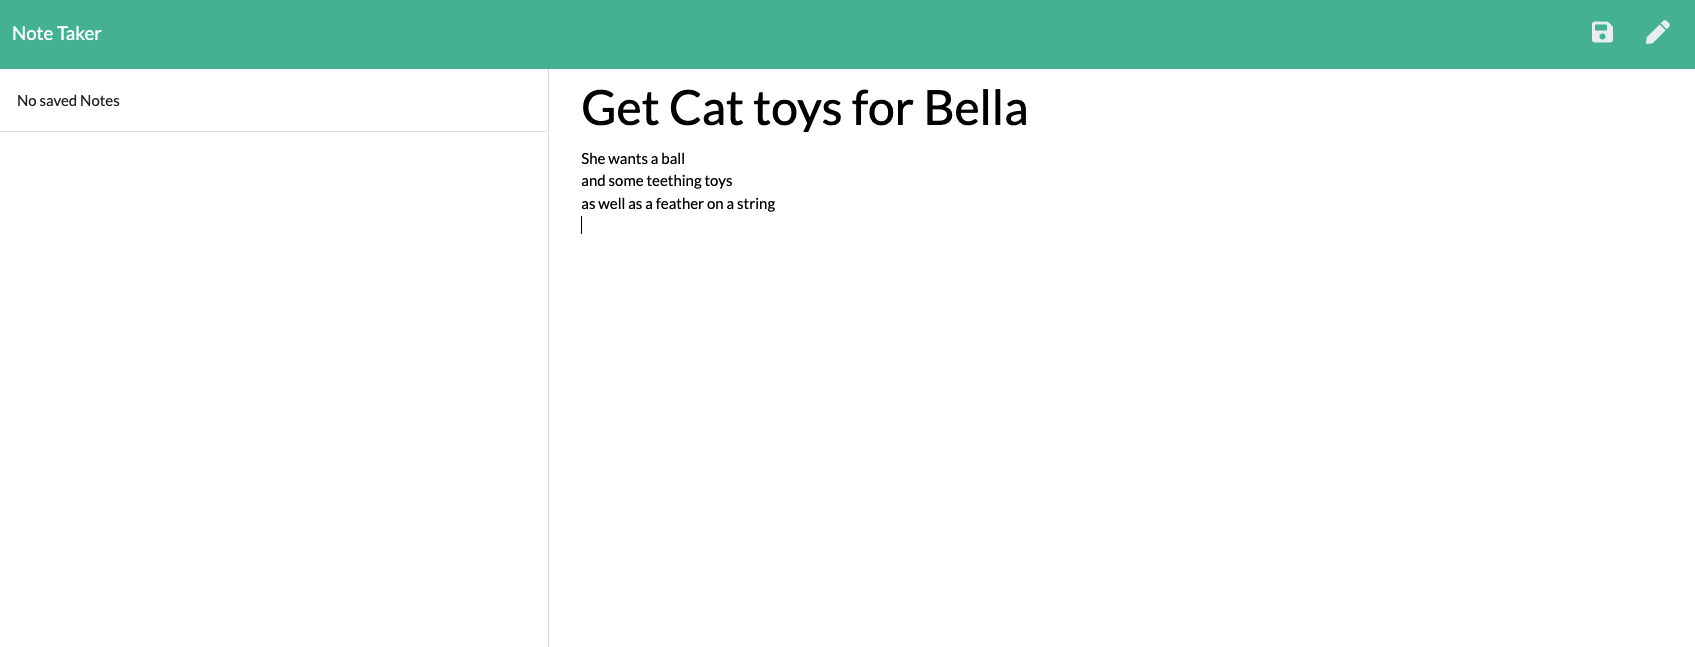 Note Taker
No saved Notes
Get Cat toys for Bella
She wants a ball
and some teething toys
as well as a feather on a string